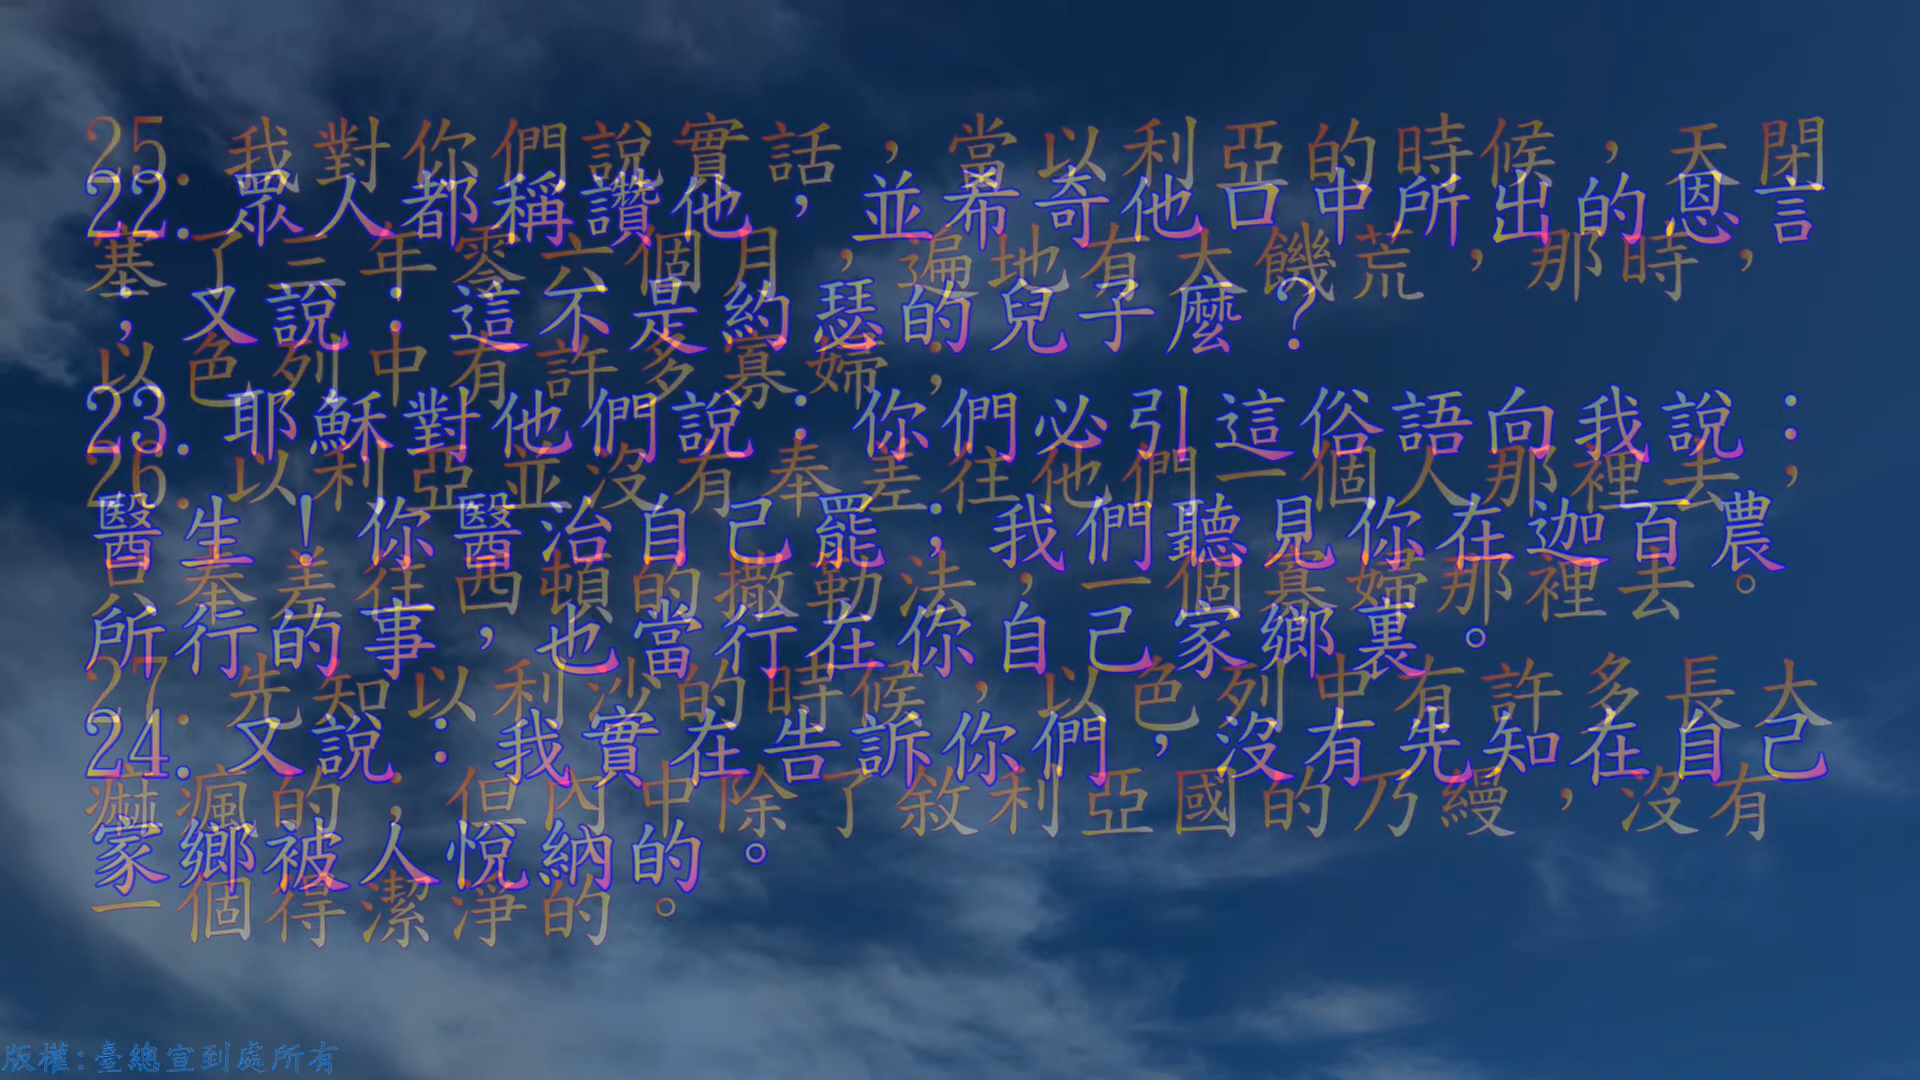 22. 眾人都稱讚他，並希奇他口中所出的恩言
；又說：這不是約瑟的兒子麼？
23. 耶穌對他們說：你們必引這俗語向我說：
醫生！你醫治自己罷；我們聽見你在迦百農
所行的事，也當行在你自己家鄉裏。
24. 又說：我實在告訴你們，沒有先知在自己
家鄉被人悅納的。
25. 我對你們說實話，當以利亞的時候，天閉
塞了三年零六個月，遍地有大饑荒，那時，
以色列中有許多寡婦；
26. 以利亞並沒有奉差往他們一個人那裡去，
只奉差往西頓的撒勒法，一個寡婦那裡去。
27. 先知以利沙的時候，以色列中有許多長大
痲瘋的；但內中除了敘利亞國的乃縵，沒有
一個得潔淨的。
版權:臺總宣到處所有